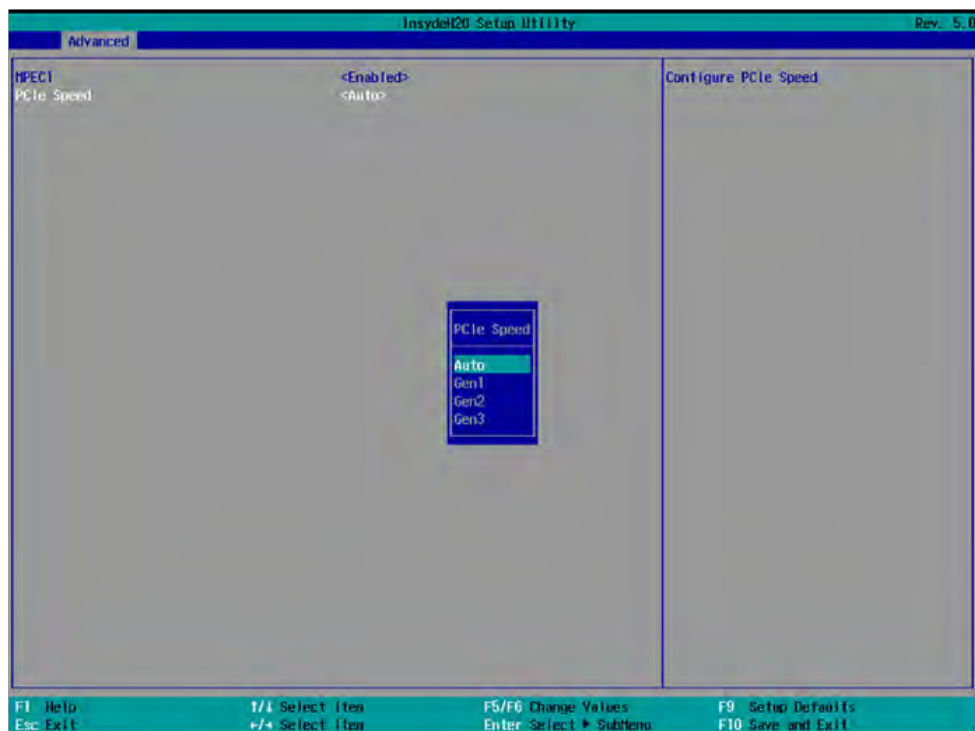 InsydeH20 Setup Utility Rev. 5.0
Advanced
MPEC1 <Enabled> Configure PCIe Speed
PCIe Speed <Auto>
PCIe Speed
Auto
Gen1
Gen2
Gen3
F1 Help ↑/↓ Select Item F5/F6 Change Values F9 Setup Defaults
Esc Exit ←/→ Select Item Enter Select ▶ SubMenu F10 Save and Exit